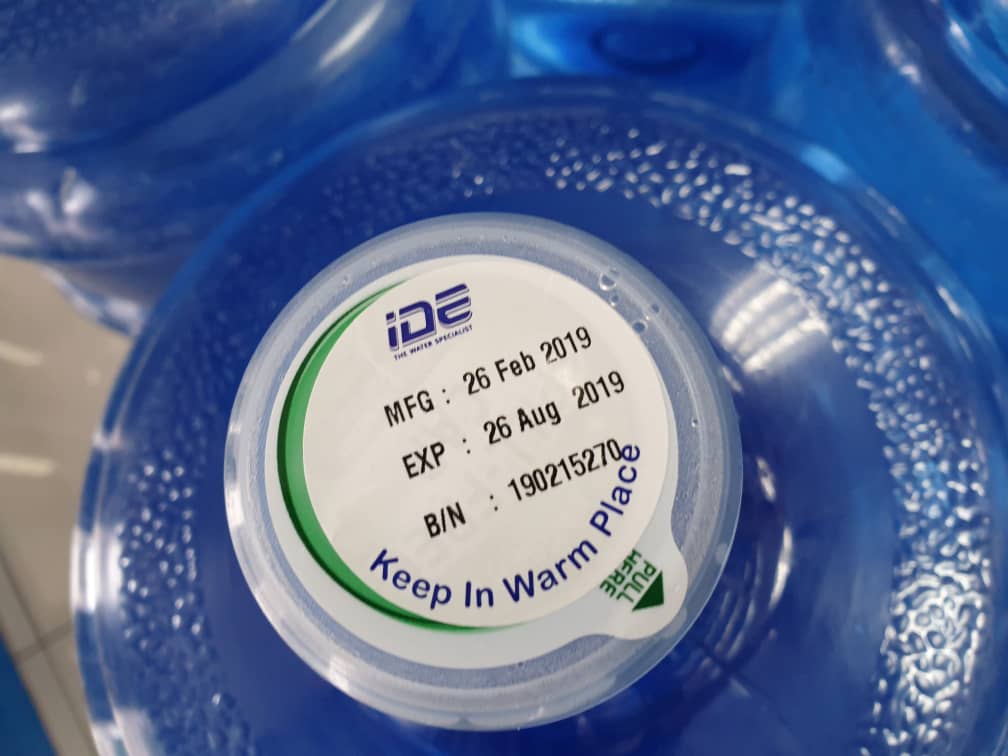 iDE
THE WATER SPECIALIST
MFG : 26 Feb 2019
EXP : 26 Aug 2019
B/N : 190215270
Keep In Warm Place
PULL
HERE